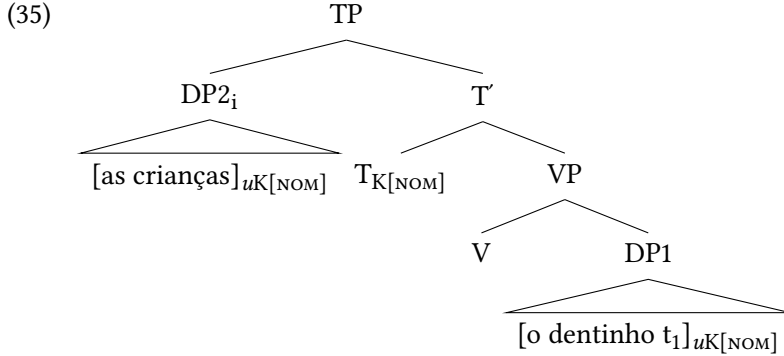 (35) TP
DP2i T′
[as crianças]uK[NOM] TK[NOM] VP
V DP1
[o dentinho t1]uK[NOM]